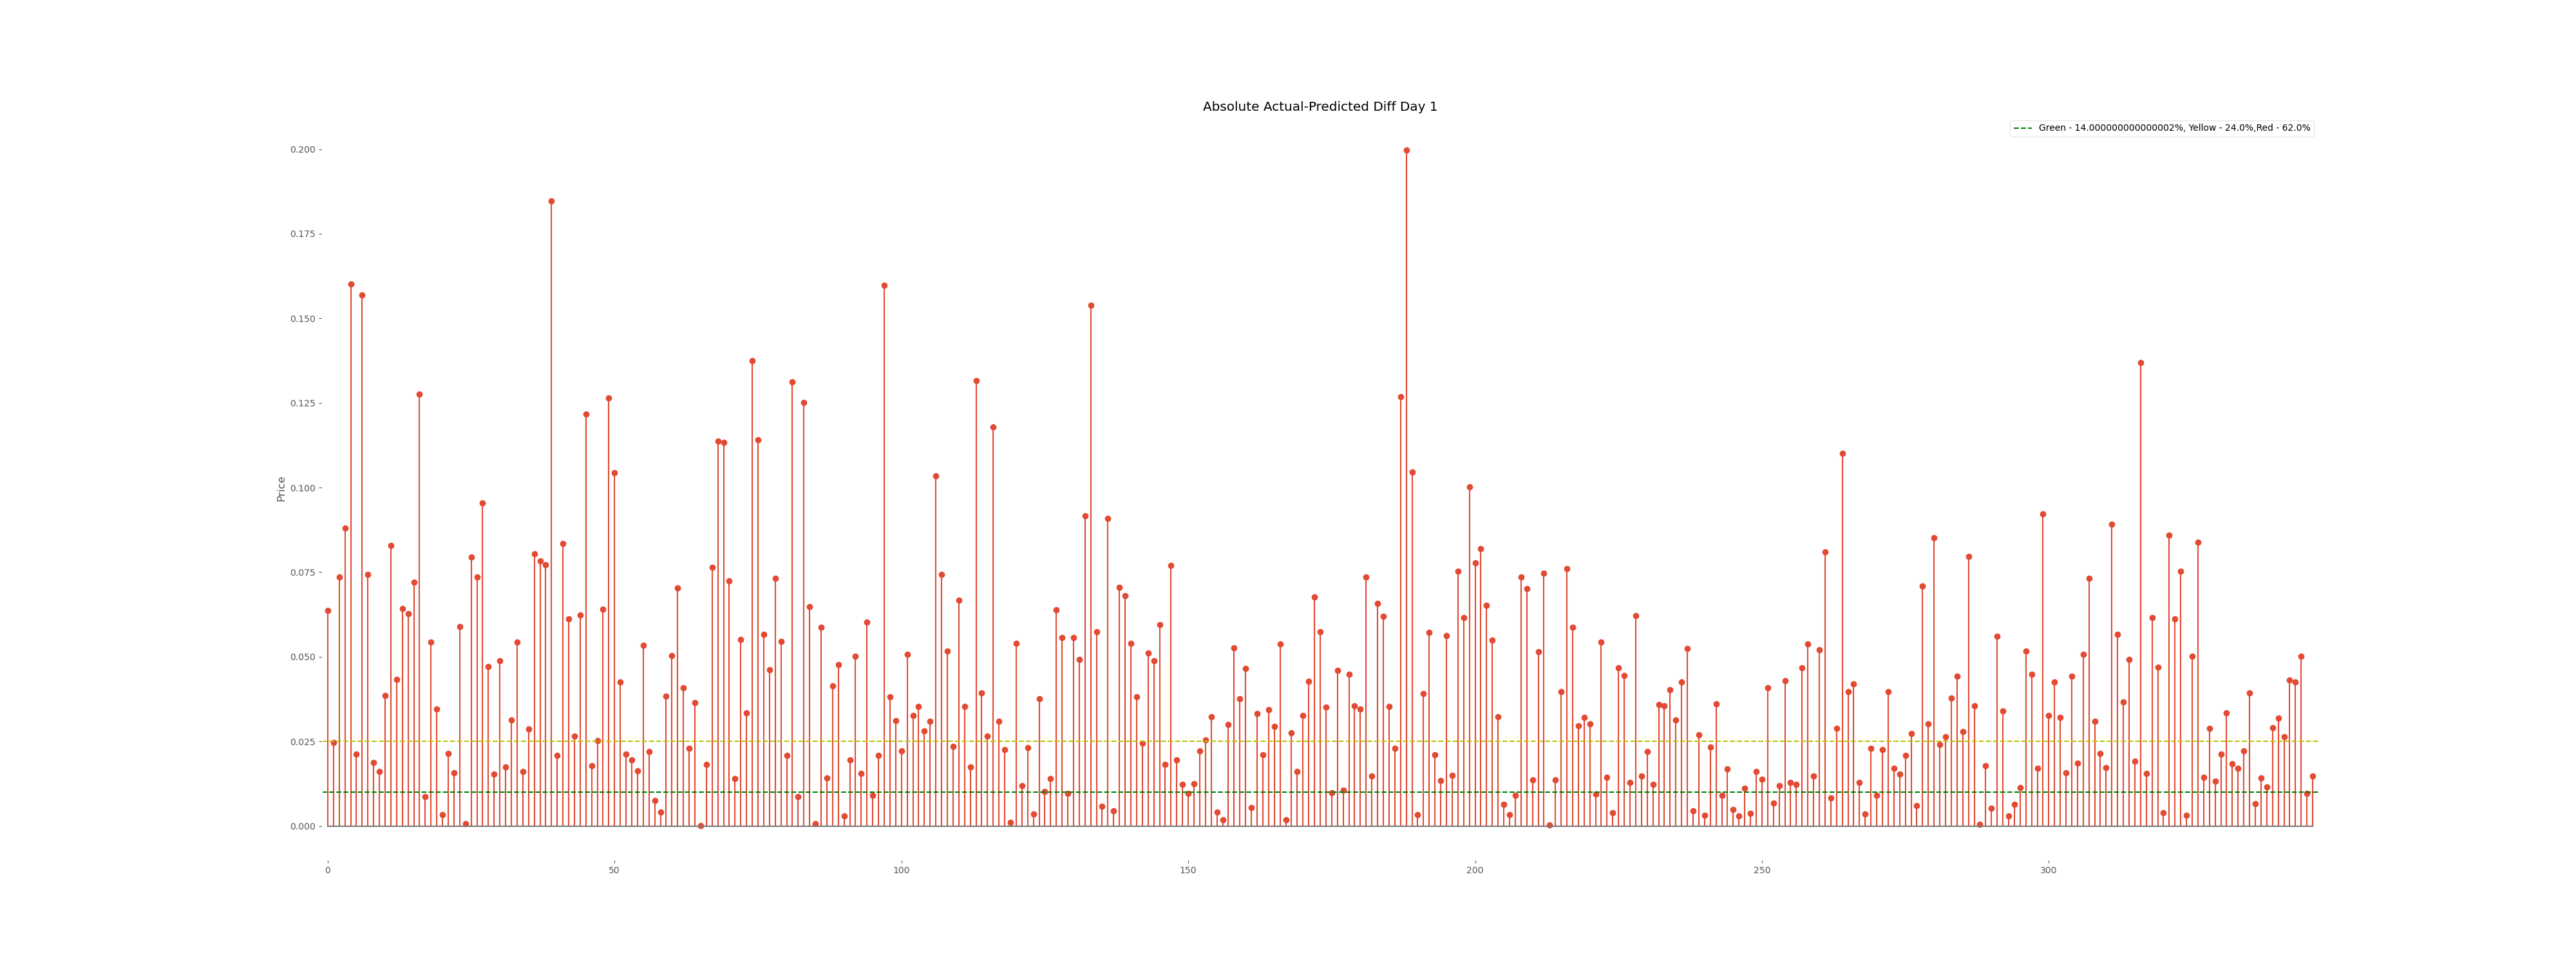 Absolute Actual-Predicted Diff Day 1
Green - 14.000000000000002%, Yellow - 24.0%,Red - 62.0%
0.200
0.175
0.150
0.125
0.100
0.075
0.050
0.025
0.000
Price
0 50 100 150 200 250 300